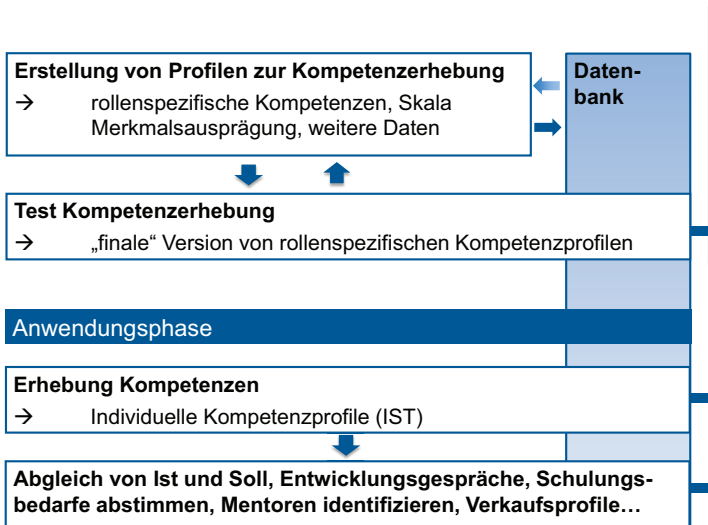 Erstellung von Profilen zur Kompetenzerhebung
→ rollenspezifische Kompetenzen, Skala
Merkmalsausprägung, weitere Daten
Daten-
bank
Test Kompetenzerhebung
→ „finale“ Version von rollenspezifischen Kompetenzprofilen
Anwendungsphase
Erhebung Kompetenzen
→ Individuelle Kompetenzprofile (IST)
Abgleich von Ist und Soll, Entwicklungsgespräche, Schulungs-
bedarfe abstimmen, Mentoren identifizieren, Verkaufsprofile…